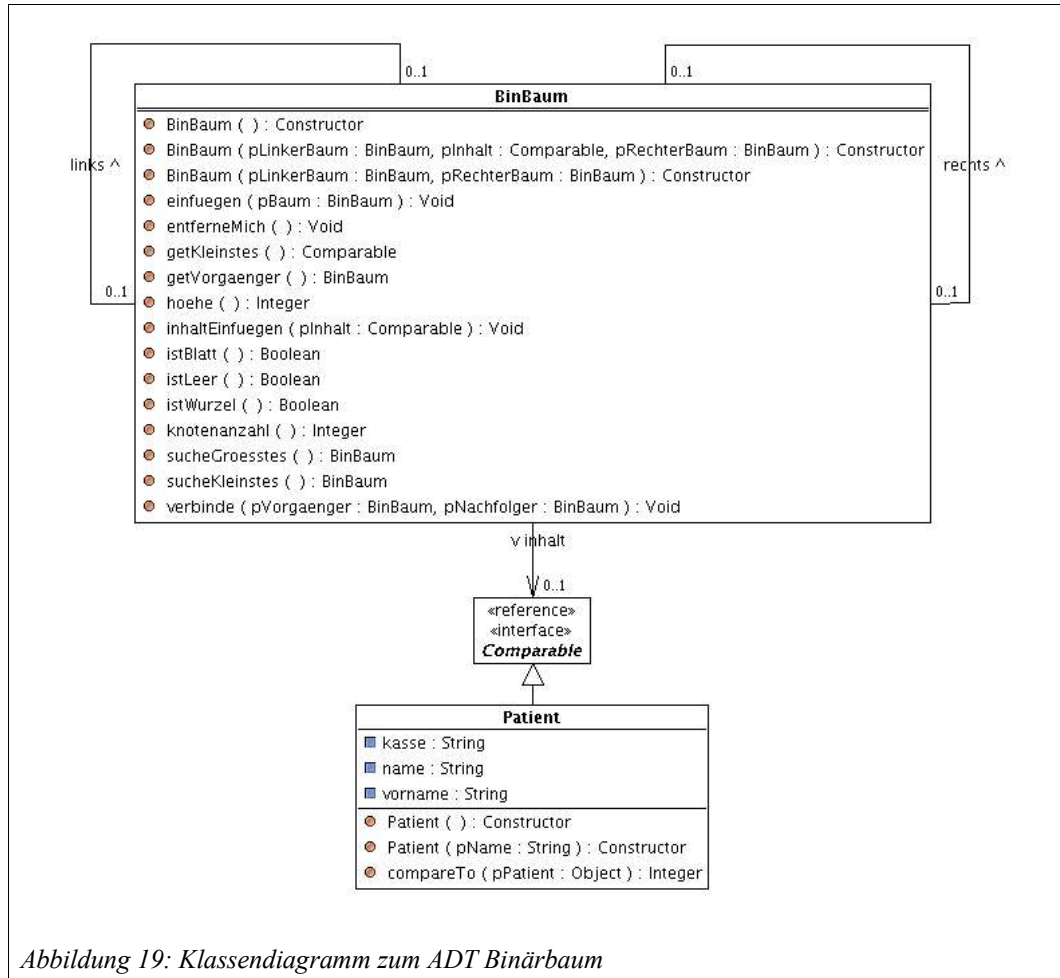 0..1
0..1
BinBaum
BinBaum ( ) : Constructor
BinBaum ( pLinkerBaum : BinBaum, pInhalt : Comparable, pRechterBaum : BinBaum ) : Constructor
links ^
rechts ^
BinBaum ( pLinkerBaum : BinBaum, pRechterBaum : BinBaum ) : Constructor
einfuegen ( pBaum : BinBaum ) : Void
entferneMich ( ) : Void
getKleinstes ( ) : Comparable
getVorgaenger ( ) : BinBaum
0..1
0..1
hoehe ( ) : Integer
inhaltEinfuegen ( pInhalt : Comparable ) : Void
istBlatt ( ) : Boolean
istLeer ( ) : Boolean
istWurzel ( ) : Boolean
knotenanzahl ( ) : Integer
sucheGroesstes ( ) : BinBaum
sucheKleinstes ( ) : BinBaum
verbinde ( pVorgaenger : BinBaum, pNachfolger : BinBaum ) : Void
v inhalt
0..1
«reference»
«interface»
Comparable
Patient
kasse : String
name : String
vorname : String
Patient ( ) : Constructor
Patient ( pName : String ) : Constructor
compareTo ( pPatient : Object ) : Integer
Abbildung 19: Klassendiagramm zum ADT Binärbaum